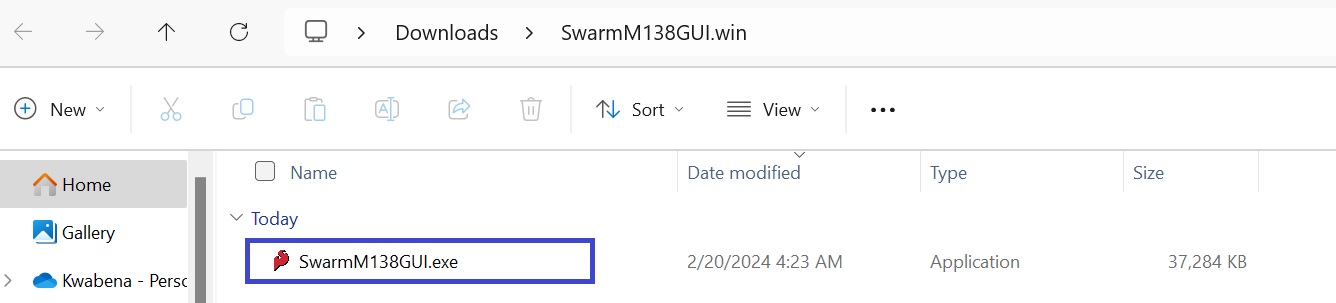 Downloads SwarmM138GUI.win
New Sort View
Name Date modified Type Size
Home
Today
Gallery
SwarmM138GUI.exe 2/20/2024 4:23 AM Application 37,284 KB
Kwabena - Persc